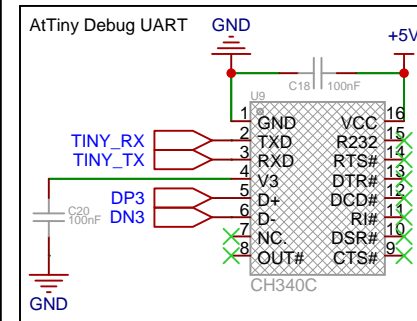 AtTiny Debug UART
GND
+5V
C18
100nF
U9
1 GND VCC 16
TINY_RX 2 TXD R232 15
TINY_TX 3 RXD RTS# 14
4 V3 DTR# 13
DP3 5 D+ DCD# 12
DN3 6 D- RI# 11
7 NC. DSR# 10
8 OUT# CTS# 9
C20
100nF
CH340C
GND